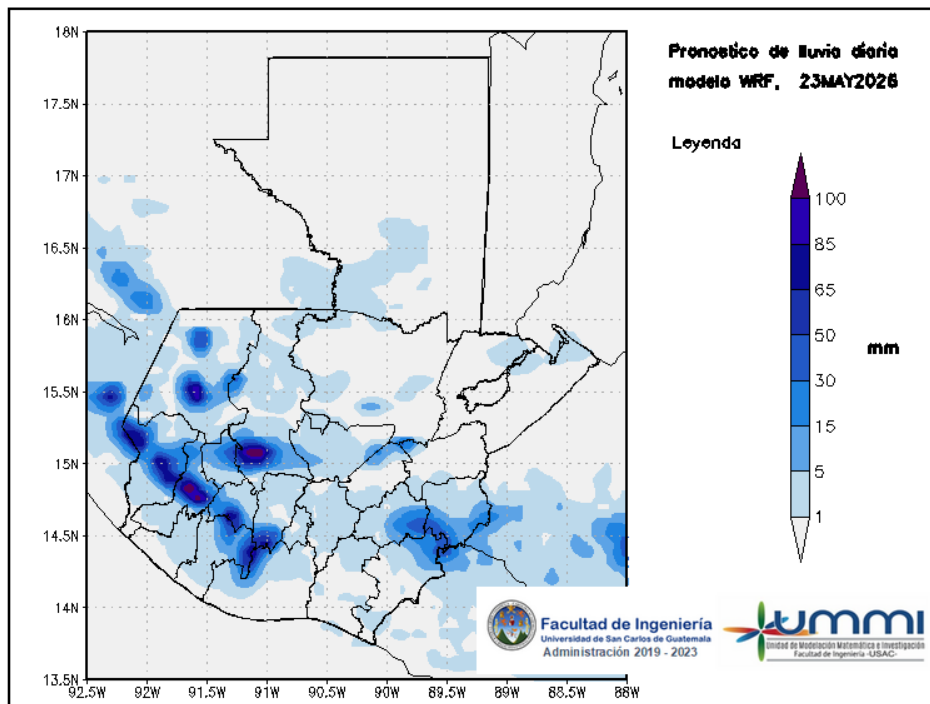 Pronostico de lluvia diaria
modelo WRF, 23MAY2026
Leyenda
100
85
65
50
30
15
5
1
mm
18N
17.5N
17N
16.5N
16N
15.5N
15N
14.5N
14N
13.5N
92.5W
92W
91.5W
91W
90.5W
90W
89.5W
89W
88.5W
88W
Facultad de Ingeniería
Universidad de San Carlos de Guatemala
Administración 2019 - 2023
ummi
Unidad de Modelación Matemática e Investigación
Facultad de Ingeniería -USAC-